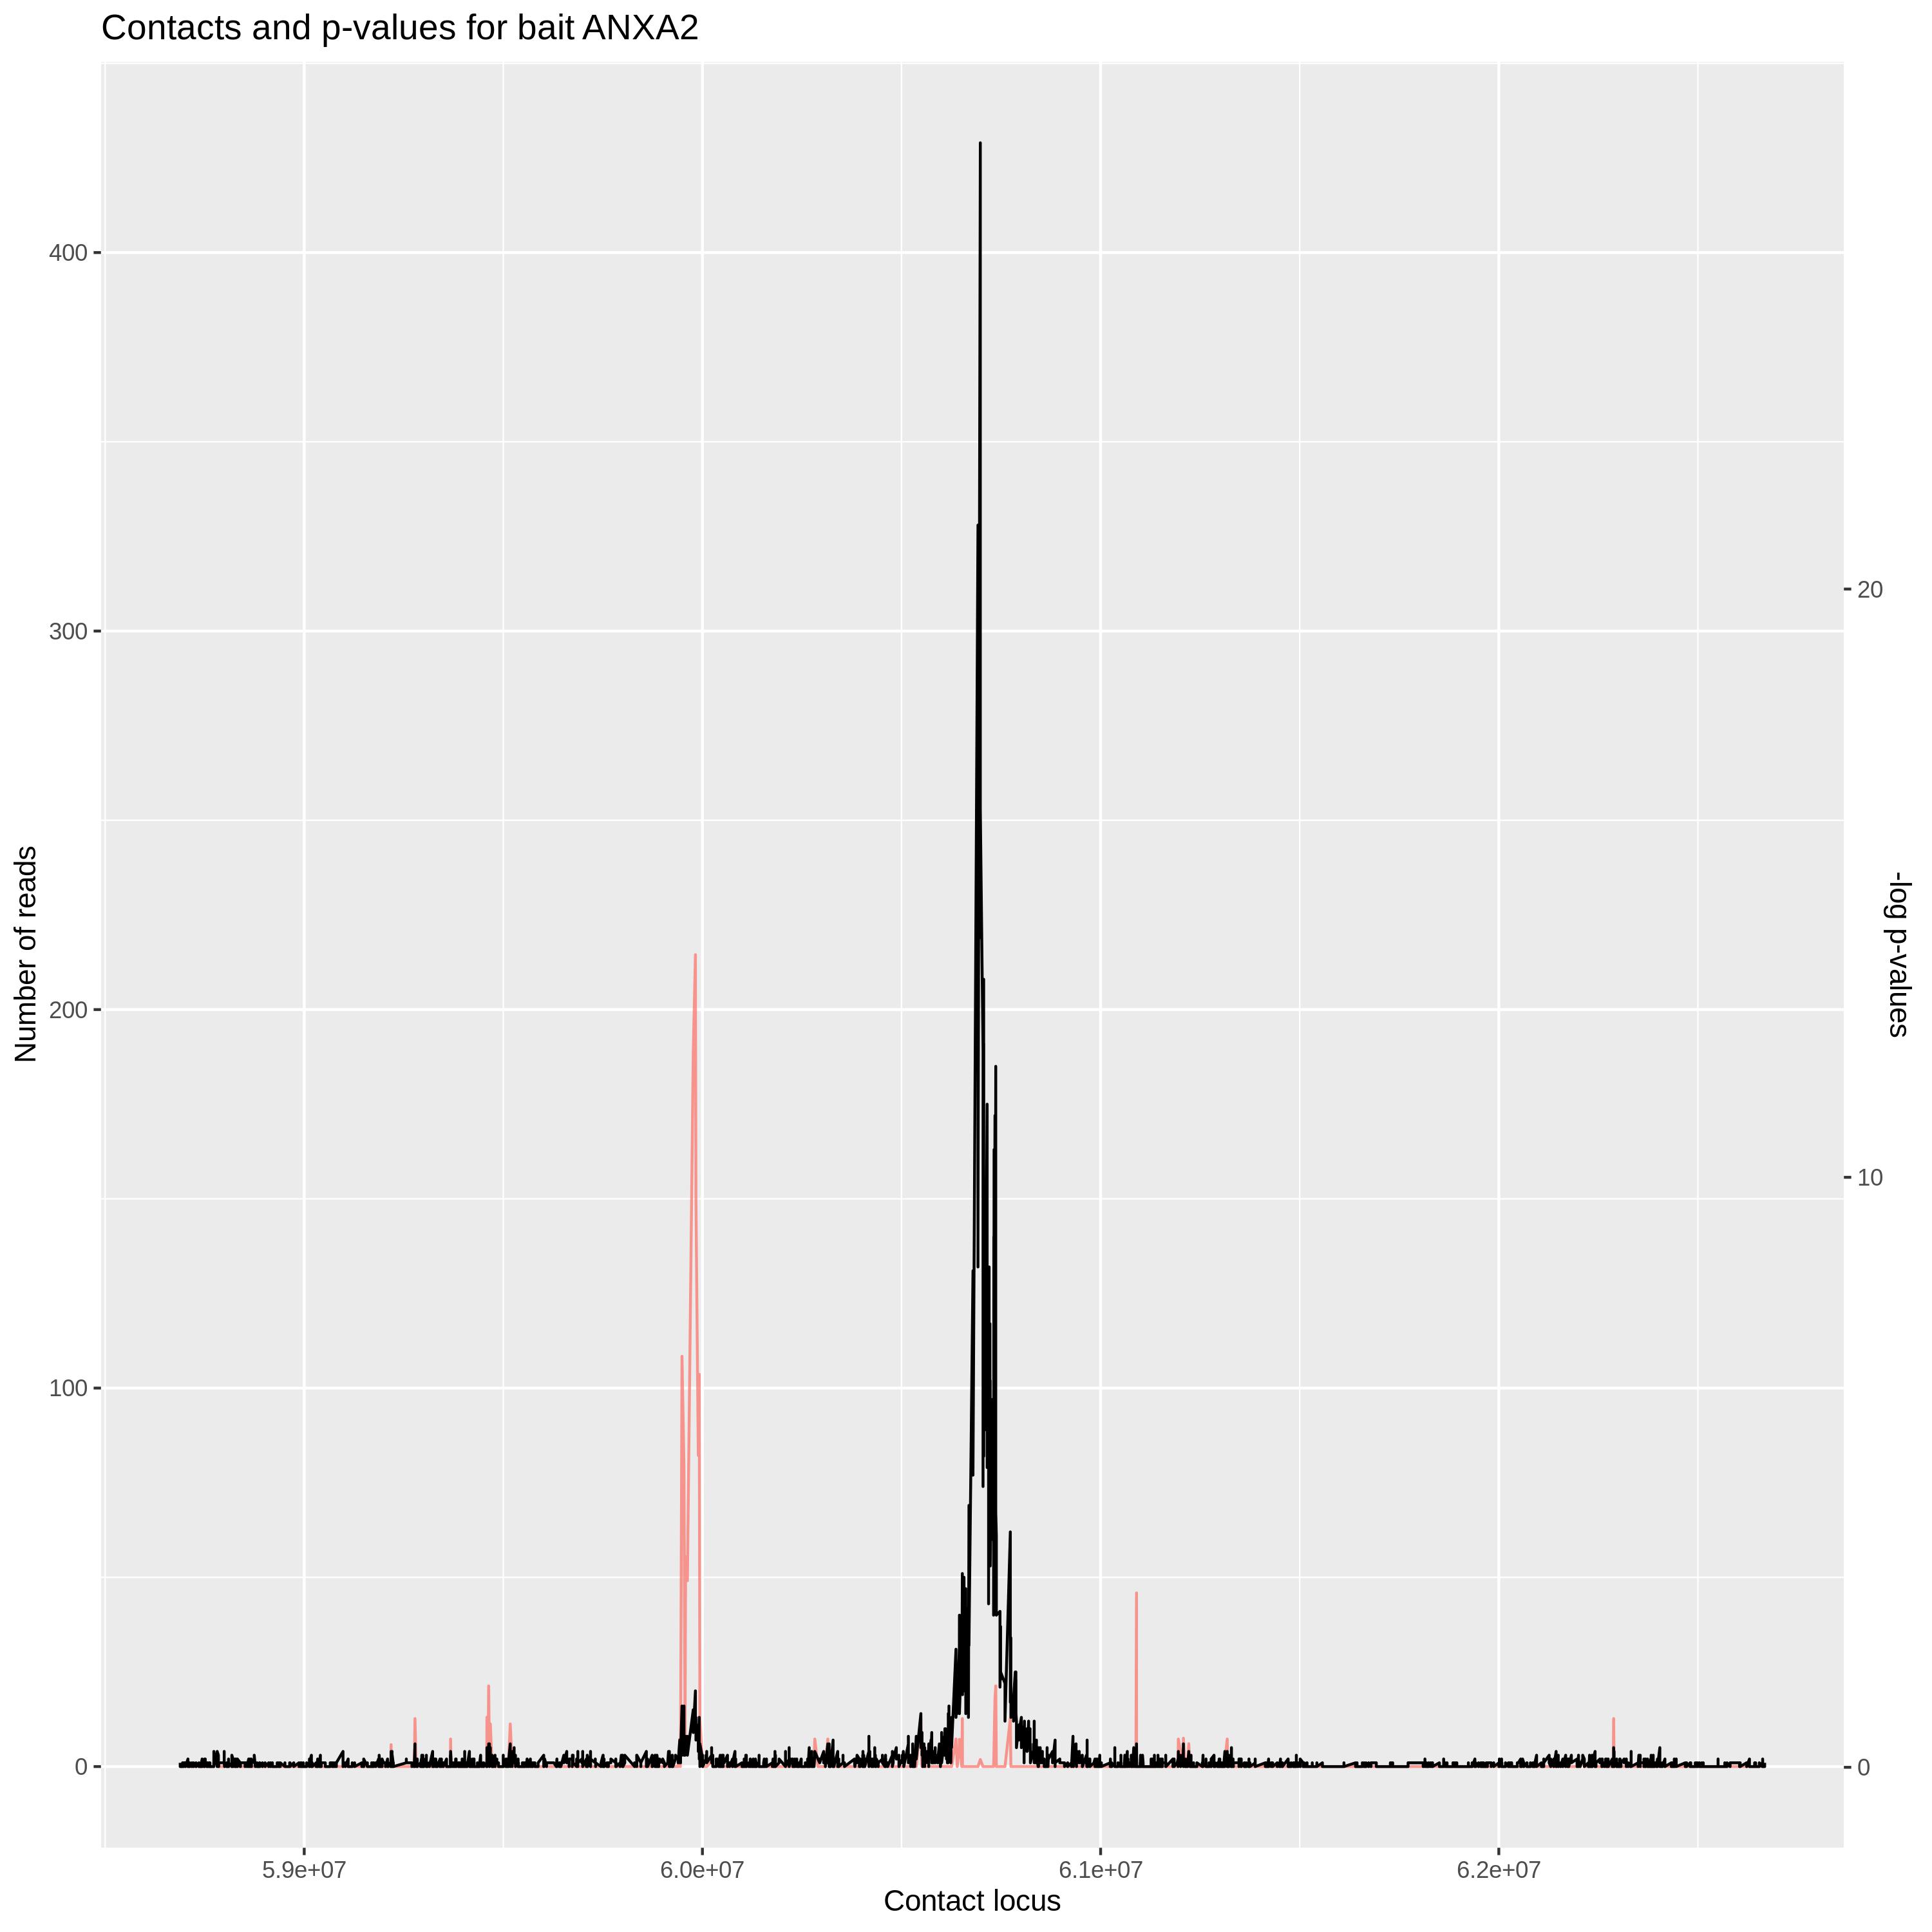 Contacts and p-values for bait ANXA2
400
300
200
100
0
Number of reads
20
10
0
-log p-values
5.9e+07
6.0e+07
6.1e+07
6.2e+07
Contact locus